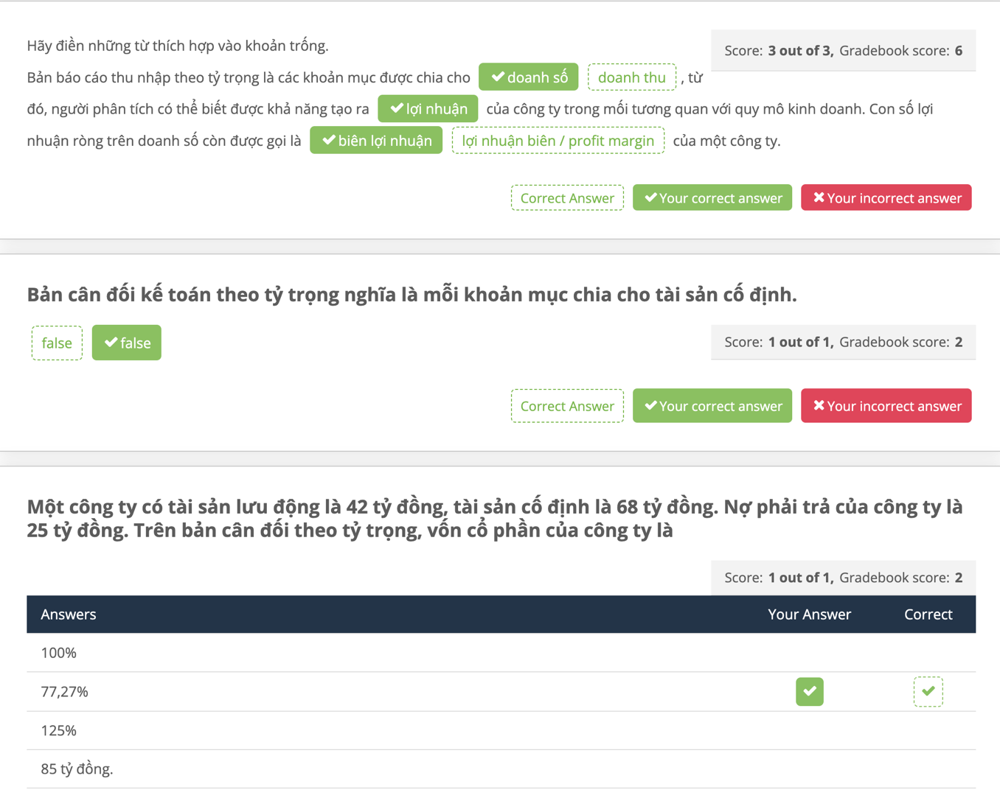 Hãy điền những từ thích hợp vào khoản trống.
Score: 3 out of 3, Gradebook score: 6
Bản báo cáo thu nhập theo tỷ trọng là các khoản mục được chia cho doanh số doanh thu , từ
đó, người phân tích có thể biết được khả năng tạo ra lợi nhuận của công ty trong mối tương quan với quy mô kinh doanh. Con số lợi
nhuận ròng trên doanh số còn được gọi là biên lợi nhuận lợi nhuận biên / profit margin của một công ty.
Correct Answer Your correct answer Your incorrect answer
Bản cân đối kế toán theo tỷ trọng nghĩa là mỗi khoản mục chia cho tài sản cố định.
false false
Score: 1 out of 1, Gradebook score: 2
Correct Answer Your correct answer Your incorrect answer
Một công ty có tài sản lưu động là 42 tỷ đồng, tài sản cố định là 68 tỷ đồng. Nợ phải trả của công ty là
25 tỷ đồng. Trên bản cân đối theo tỷ trọng, vốn cổ phần của công ty là
Score: 1 out of 1, Gradebook score: 2
Answers Your Answer Correct
100%
77,27%
125%
85 tỷ đồng.